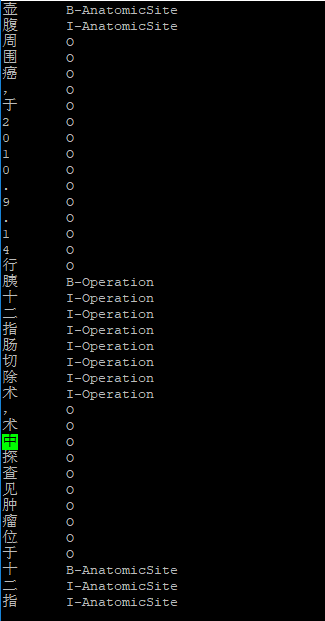 壶 B-AnatomicSite
腹 I-AnatomicSite
周 O
围 O
癌 O
， O
于 O
2 O
0 O
1 O
0 O
. O
9 O
. O
1 O
4 O
行 O
胰 B-Operation
十 I-Operation
二 I-Operation
指 I-Operation
肠 I-Operation
切 I-Operation
除 I-Operation
术 I-Operation
， O
术 O
中 O
探 O
查 O
见 O
肿 O
瘤 O
位 O
于 O
十 B-AnatomicSite
二 I-AnatomicSite
指 I-AnatomicSite